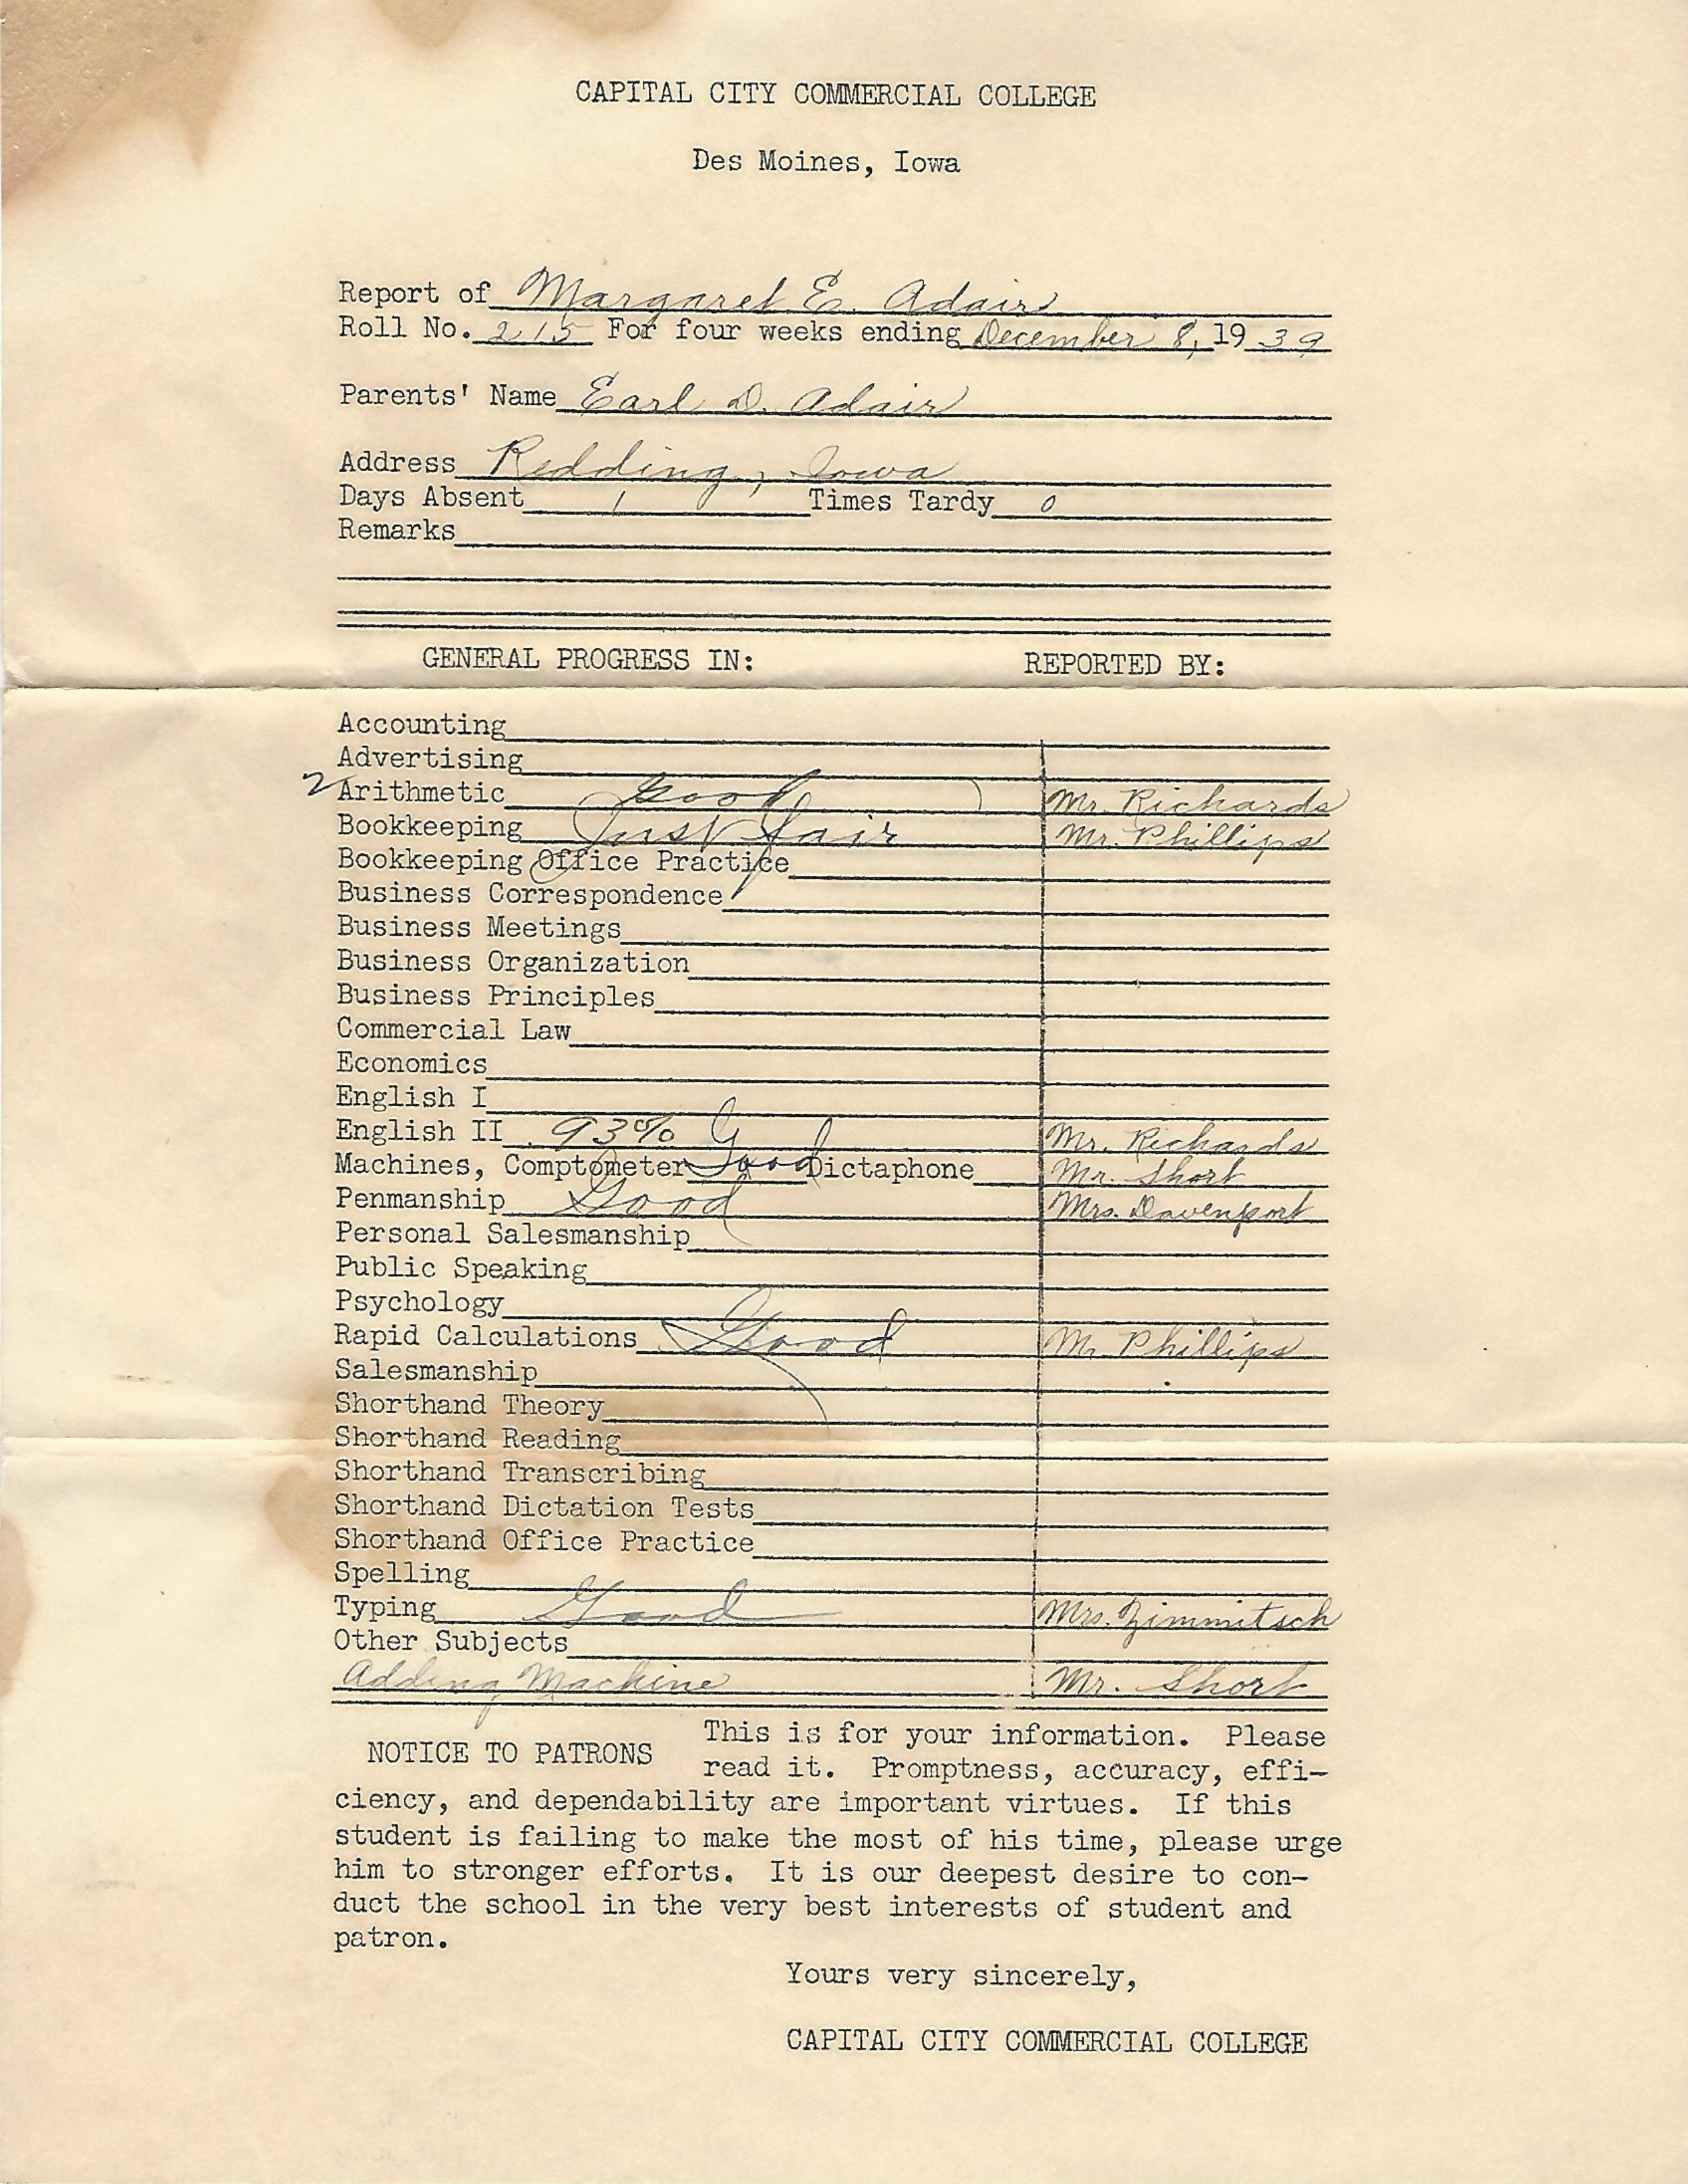 CAPITAL CITY COMMERCIAL COLLEGE
Des Moines, Iowa
Report of Margaret E. Adair
Roll No. 215 For four weeks ending December 8, 19 39
Parents' Name Earl D. Adair
Address Redding, Iowa
Days Absent 1 Times Tardy 0
Remarks
GENERAL PROGRESS IN: REPORTED BY:
Accounting
Advertising
2 Arithmetic Good Mr. Richards
Bookkeeping Just fair Mr. Phillips
Bookkeeping Office Practice
Business Correspondence
Business Meetings
Business Organization
Business Principles
Commercial Law
Economics
English I
English II 93% Mr. Richards
Machines, Comptometer Good Dictaphone Mr. Short
Penmanship Good Mrs. Davenport
Personal Salesmanship
Public Speaking
Psychology
Rapid Calculations Good Mr. Phillips
Salesmanship
Shorthand Theory
Shorthand Reading
Shorthand Transcribing
Shorthand Dictation Tests
Shorthand Office Practice
Spelling
Typing Good Mrs. Zimmitsch
Other Subjects
Adding Machine Mr. Short
NOTICE TO PATRONS This is for your information. Please
read it. Promptness, accuracy, effi-
ciency, and dependability are important virtues. If this
student is failing to make the most of his time, please urge
him to stronger efforts. It is our deepest desire to con-
duct the school in the very best interests of student and
patron.
Yours very sincerely,
CAPITAL CITY COMMERCIAL COLLEGE